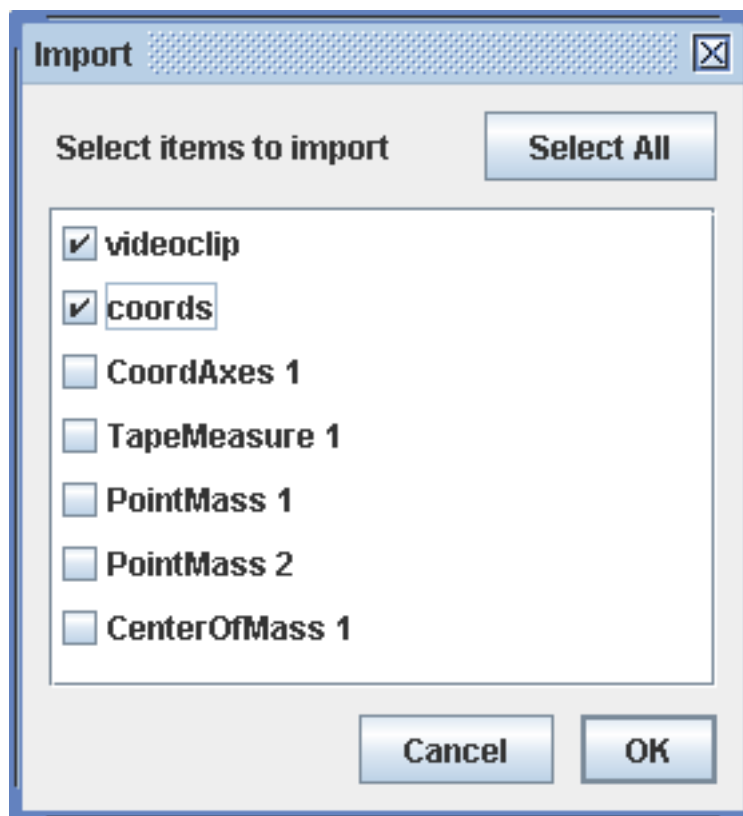 Import
Select items to import
Select All
videoclip
coords
CoordAxes 1
TapeMeasure 1
PointMass 1
PointMass 2
CenterOfMass 1
Cancel
OK